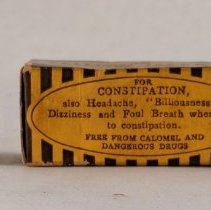 FOR
CONSTIPATION,
also Headache, "Billiousness
Dizziness and Foul Breath when
to constipation.
FREE FROM CALOMEL AND
DANGEROUS DRUGS